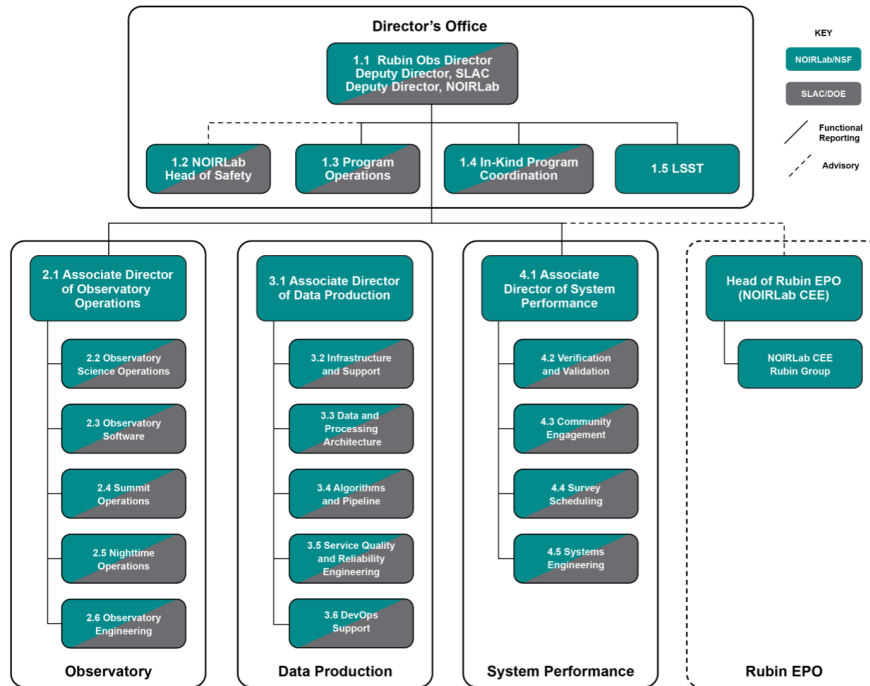 Director's Office
1.1 Rubin Obs Director
Deputy Director, SLAC
Deputy Director, NOIRLab
KEY
NOIRLab/NSF
SLAC/DOE
Functional
Reporting
Advisory
1.2 NOIRLab
Head of Safety
1.3 Program
Operations
1.4 In-Kind Program
Coordination
1.5 LSST
2.1 Associate Director
of Observatory
Operations
2.2 Observatory
Science Operations
2.3 Observatory
Software
2.4 Summit
Operations
2.5 Nighttime
Operations
2.6 Observatory
Engineering
Observatory
3.1 Associate Director
of Data Production
3.2 Infrastructure
and Support
3.3 Data and
Processing
Architecture
3.4 Algorithms
and Pipeline
3.5 Service Quality
and Reliability
Engineering
3.6 DevOps
Support
Data Production
4.1 Associate
Director of System
Performance
4.2 Verification
and Validation
4.3 Community
Engagement
4.4 Survey
Scheduling
4.5 Systems
Engineering
System Performance
Head of Rubin EPO
(NOIRLab CEE)
NOIRLab CEE
Rubin Group
Rubin EPO